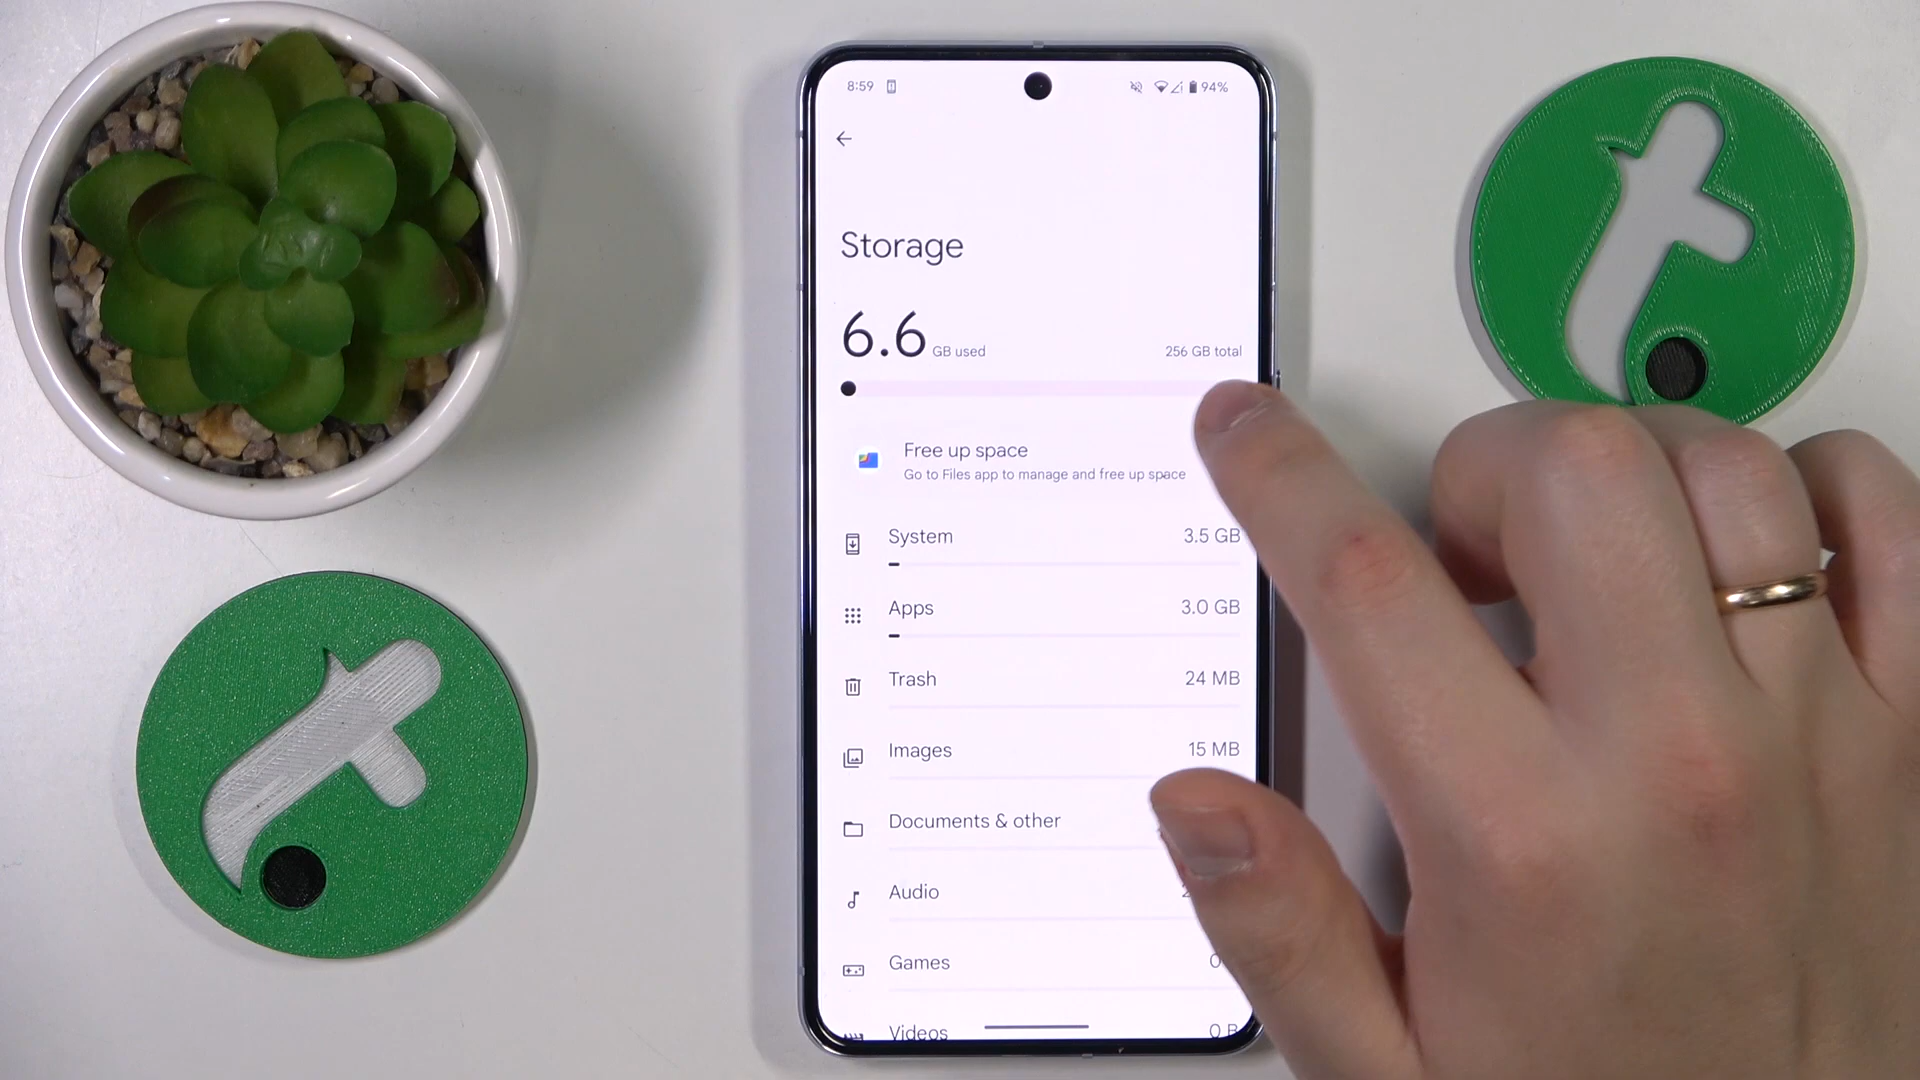 8:59 94%
Storage
6.6 GB used 256 GB total
Free up space
Go to Files app to manage and free up space
System 3.5 GB
Apps 3.0 GB
Trash 24 MB
Images 15 MB
Documents & other
Audio
Games
Videos 0 B